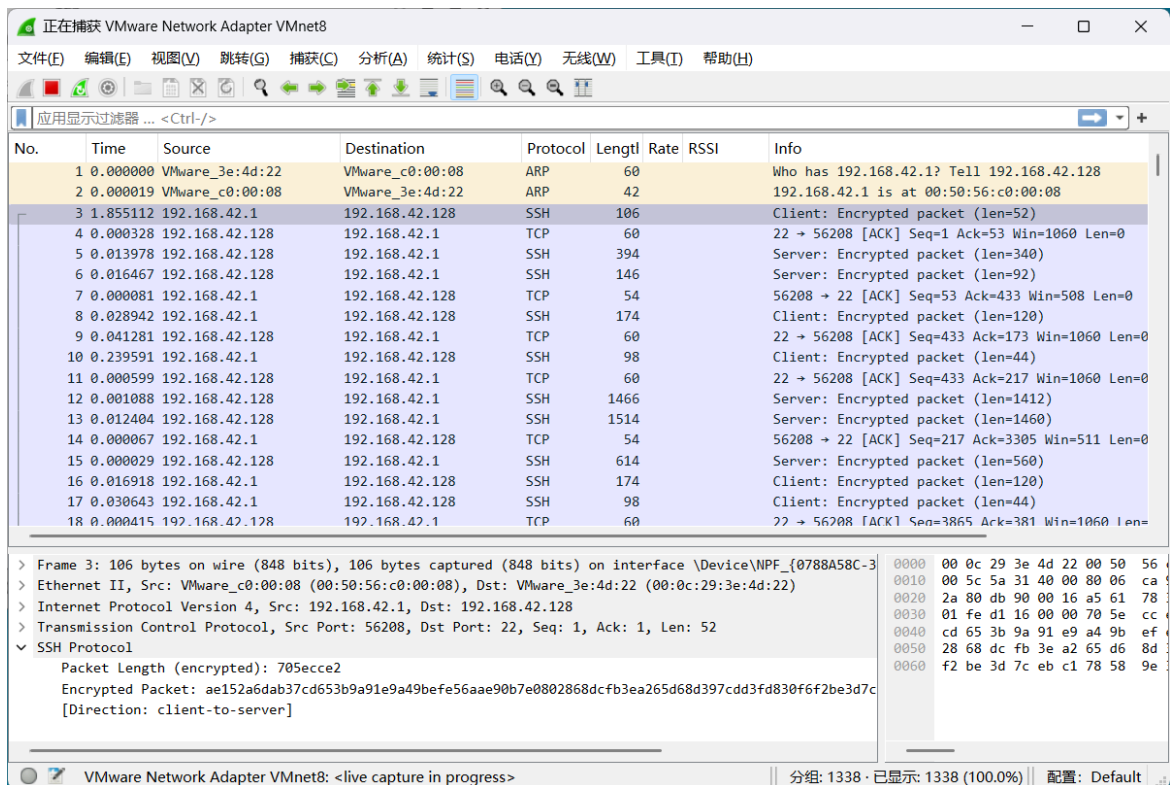 正在捕获 VMware Network Adapter VMnet8
文件(F) 编辑(E) 视图(V) 跳转(G) 捕获(C) 分析(A) 统计(S) 电话(Y) 无线(W) 工具(T) 帮助(H)
应用显示过滤器 … <Ctrl-/>
No. Time Source Destination Protocol Lengtl Rate RSSI Info
1 0.000000 VMware_3e:4d:22 VMware_c0:00:08 ARP 60 Who has 192.168.42.1? Tell 192.168.42.128
2 0.000019 VMware_c0:00:08 VMware_3e:4d:22 ARP 42 192.168.42.1 is at 00:50:56:c0:00:08
3 1.855112 192.168.42.1 192.168.42.128 SSH 106 Client: Encrypted packet (len=52)
4 0.000328 192.168.42.128 192.168.42.1 TCP 60 22 → 56208 [ACK] Seq=1 Ack=53 Win=1060 Len=0
5 0.013978 192.168.42.128 192.168.42.1 SSH 394 Server: Encrypted packet (len=340)
6 0.016467 192.168.42.128 192.168.42.1 SSH 146 Server: Encrypted packet (len=92)
7 0.000081 192.168.42.1 192.168.42.128 TCP 54 56208 → 22 [ACK] Seq=53 Ack=433 Win=508 Len=0
8 0.028942 192.168.42.1 192.168.42.128 SSH 174 Client: Encrypted packet (len=120)
9 0.041281 192.168.42.128 192.168.42.1 TCP 60 22 → 56208 [ACK] Seq=433 Ack=173 Win=1060 Len=0
10 0.239591 192.168.42.1 192.168.42.128 SSH 98 Client: Encrypted packet (len=44)
11 0.000599 192.168.42.128 192.168.42.1 TCP 60 22 → 56208 [ACK] Seq=433 Ack=217 Win=1060 Len=0
12 0.001088 192.168.42.128 192.168.42.1 SSH 1466 Server: Encrypted packet (len=1412)
13 0.012404 192.168.42.128 192.168.42.1 SSH 1514 Server: Encrypted packet (len=1460)
14 0.000067 192.168.42.1 192.168.42.128 TCP 54 56208 → 22 [ACK] Seq=217 Ack=3305 Win=511 Len=0
15 0.000029 192.168.42.128 192.168.42.1 SSH 614 Server: Encrypted packet (len=560)
16 0.016918 192.168.42.1 192.168.42.128 SSH 174 Client: Encrypted packet (len=120)
17 0.030643 192.168.42.1 192.168.42.128 SSH 98 Client: Encrypted packet (len=44)
18 0.000415 192.168.42.128 192.168.42.1 TCP 60 22 → 56208 [ACK] Seq=3865 Ack=381 Win=1060 Len=
Frame 3: 106 bytes on wire (848 bits), 106 bytes captured (848 bits) on interface \Device\NPF_{0788A58C-3
Ethernet II, Src: VMware_c0:00:08 (00:50:56:c0:00:08), Dst: VMware_3e:4d:22 (00:0c:29:3e:4d:22)
Internet Protocol Version 4, Src: 192.168.42.1, Dst: 192.168.42.128
Transmission Control Protocol, Src Port: 56208, Dst Port: 22, Seq: 1, Ack: 1, Len: 52
SSH Protocol
Packet Length (encrypted): 705ecce2
Encrypted Packet: ae152a6dab37cd653b9a91e9a49befe56aae90b7e0802868dcfb3ea265d68d397cdd3fd830f6f2be3d7c
[Direction: client-to-server]
0000 00 0c 29 3e 4d 22 00 50 56
0010 00 5c 5a 31 40 00 80 06 ca
0020 2a 80 db 90 00 16 a5 61 78
0030 01 fe d1 16 00 00 70 5e cc
0040 cd 65 3b 9a 91 e9 a4 9b ef
0050 28 68 dc fb 3e a2 65 d6 8d
0060 f2 be 3d 7c eb c1 78 58 9e
VMware Network Adapter VMnet8: <live capture in progress> 分组: 1338 · 已显示: 1338 (100.0%) 配置: Default